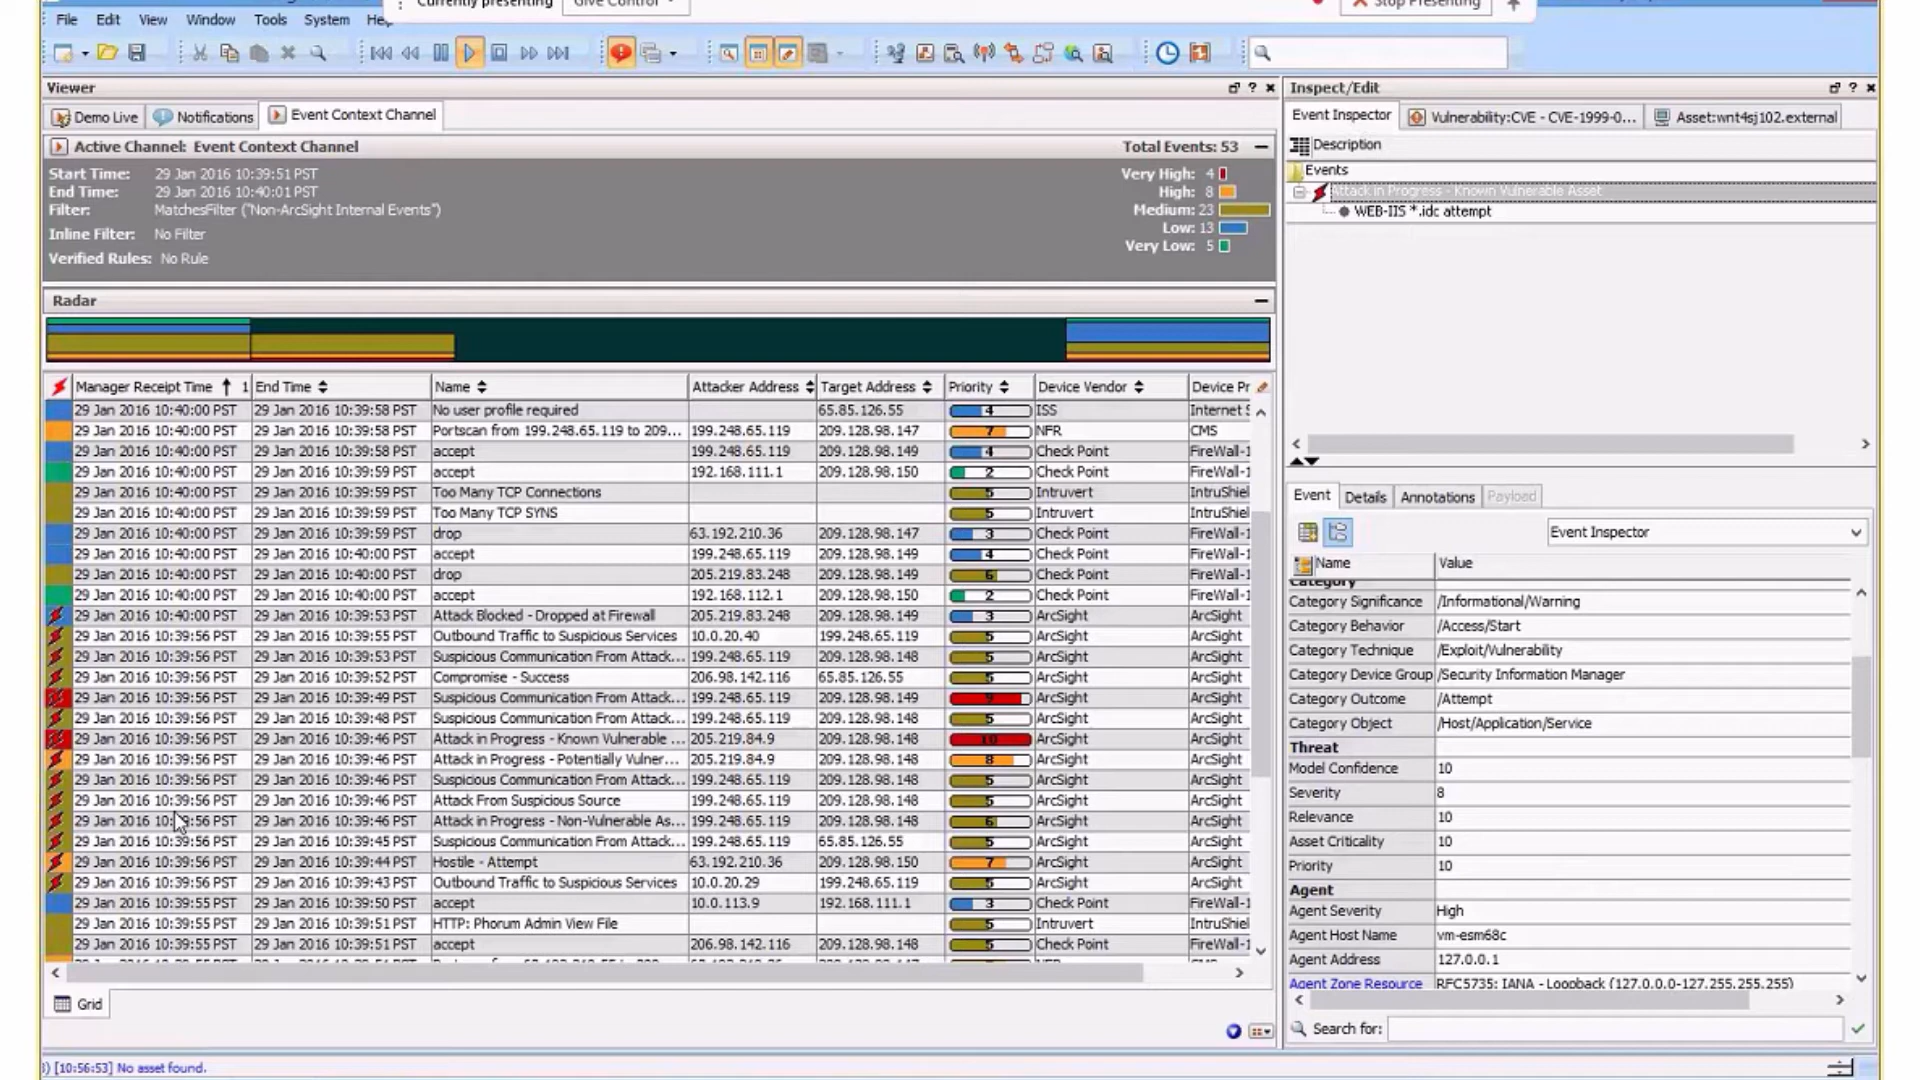 Currently presenting Give Control Stop Presenting
File Edit View Window Tools System
Viewer
Demo Live Notifications Event Context Channel
Active Channel: Event Context Channel Total Events: 53
Start Time: 29 Jan 2016 10:39:51 PST Very High: 4
End Time: 29 Jan 2016 10:40:01 PST High: 8
Filter: MatchesFilter ("Non-ArcSight Internal Events") Medium: 23
Inline Filter: No Filter Low: 13
Verified Rules: No Rule Very Low: 5
Radar
Manager Receipt Time 1 End Time Name Attacker Address Target Address Priority Device Vendor Device Pr
29 Jan 2016 10:40:00 PST 29 Jan 2016 10:39:58 PST No user profile required 65.85.126.55 4 ISS Internet S
29 Jan 2016 10:40:00 PST 29 Jan 2016 10:39:58 PST Portscan from 199.248.65.119 to 209... 199.248.65.119 209.128.98.147 7 NFR CMS
29 Jan 2016 10:40:00 PST 29 Jan 2016 10:39:58 PST accept 199.248.65.119 209.128.98.149 4 Check Point FireWall-1
29 Jan 2016 10:40:00 PST 29 Jan 2016 10:39:59 PST accept 192.168.111.1 209.128.98.150 2 Check Point FireWall-1
29 Jan 2016 10:40:00 PST 29 Jan 2016 10:39:59 PST Too Many TCP Connections 5 Intruvert IntruShiel
29 Jan 2016 10:40:00 PST 29 Jan 2016 10:39:59 PST Too Many TCP SYNS 5 Intruvert IntruShiel
29 Jan 2016 10:40:00 PST 29 Jan 2016 10:39:59 PST drop 63.192.210.36 209.128.98.147 3 Check Point FireWall-1
29 Jan 2016 10:40:00 PST 29 Jan 2016 10:40:00 PST accept 199.248.65.119 209.128.98.149 4 Check Point FireWall-1
29 Jan 2016 10:40:00 PST 29 Jan 2016 10:40:00 PST drop 205.219.83.248 209.128.98.149 6 Check Point FireWall-1
29 Jan 2016 10:40:00 PST 29 Jan 2016 10:40:00 PST accept 192.168.112.1 209.128.98.150 2 Check Point FireWall-1
29 Jan 2016 10:40:00 PST 29 Jan 2016 10:39:53 PST Attack Blocked - Dropped at Firewall 205.219.83.248 209.128.98.149 3 ArcSight ArcSight
29 Jan 2016 10:39:56 PST 29 Jan 2016 10:39:55 PST Outbound Traffic to Suspicious Services 10.0.20.40 199.248.65.119 5 ArcSight ArcSight
29 Jan 2016 10:39:56 PST 29 Jan 2016 10:39:53 PST Suspicious Communication From Attack... 199.248.65.119 209.128.98.148 5 ArcSight ArcSight
29 Jan 2016 10:39:56 PST 29 Jan 2016 10:39:52 PST Compromise - Success 206.98.142.116 65.85.126.55 5 ArcSight ArcSight
29 Jan 2016 10:39:56 PST 29 Jan 2016 10:39:49 PST Suspicious Communication From Attack... 199.248.65.119 209.128.98.149 9 ArcSight ArcSight
29 Jan 2016 10:39:56 PST 29 Jan 2016 10:39:48 PST Suspicious Communication From Attack... 199.248.65.119 209.128.98.148 5 ArcSight ArcSight
29 Jan 2016 10:39:56 PST 29 Jan 2016 10:39:46 PST Attack in Progress - Known Vulnerable ... 205.219.84.9 209.128.98.148 10 ArcSight ArcSight
29 Jan 2016 10:39:56 PST 29 Jan 2016 10:39:46 PST Attack in Progress - Potentially Vulner... 205.219.84.9 209.128.98.148 8 ArcSight ArcSight
29 Jan 2016 10:39:56 PST 29 Jan 2016 10:39:46 PST Suspicious Communication From Attack... 199.248.65.119 209.128.98.148 5 ArcSight ArcSight
29 Jan 2016 10:39:56 PST 29 Jan 2016 10:39:46 PST Attack From Suspicious Source 199.248.65.119 209.128.98.148 5 ArcSight ArcSight
29 Jan 2016 10:39:56 PST 29 Jan 2016 10:39:46 PST Attack in Progress - Non-Vulnerable As... 199.248.65.119 209.128.98.148 6 ArcSight ArcSight
29 Jan 2016 10:39:56 PST 29 Jan 2016 10:39:45 PST Suspicious Communication From Attack... 199.248.65.119 65.85.126.55 5 ArcSight ArcSight
29 Jan 2016 10:39:56 PST 29 Jan 2016 10:39:44 PST Hostile - Attempt 63.192.210.36 209.128.98.150 7 ArcSight ArcSight
29 Jan 2016 10:39:56 PST 29 Jan 2016 10:39:43 PST Outbound Traffic to Suspicious Services 10.0.20.29 199.248.65.119 5 ArcSight ArcSight
29 Jan 2016 10:39:55 PST 29 Jan 2016 10:39:50 PST accept 10.0.113.9 192.168.111.1 3 Check Point FireWall-1
29 Jan 2016 10:39:55 PST 29 Jan 2016 10:39:51 PST HTTP: Phorum Admin View File 5 Intruvert IntruShiel
29 Jan 2016 10:39:55 PST 29 Jan 2016 10:39:51 PST accept 206.98.142.116 209.128.98.148 5 Check Point FireWall-1
Grid
[10:56:53] No asset found.
Inspect/Edit
Event Inspector Vulnerability:CVE - CVE-1999-0... Asset:wnt4sj102.external
Description
Events
Attack in Progress - Known Vulnerable Asset
WEB-IIS *.idc attempt
Event Details Annotations Payload
Event Inspector
Name Value
Category
Category Significance /Informational/Warning
Category Behavior /Access/Start
Category Technique /Exploit/Vulnerability
Category Device Group /Security Information Manager
Category Outcome /Attempt
Category Object /Host/Application/Service
Threat
Model Confidence 10
Severity 8
Relevance 10
Asset Criticality 10
Priority 10
Agent
Agent Severity High
Agent Host Name vm-esm68c
Agent Address 127.0.0.1
Agent Zone Resource RFC5735: IANA - Loopback (127.0.0.0-127.255.255.255)
Search for: